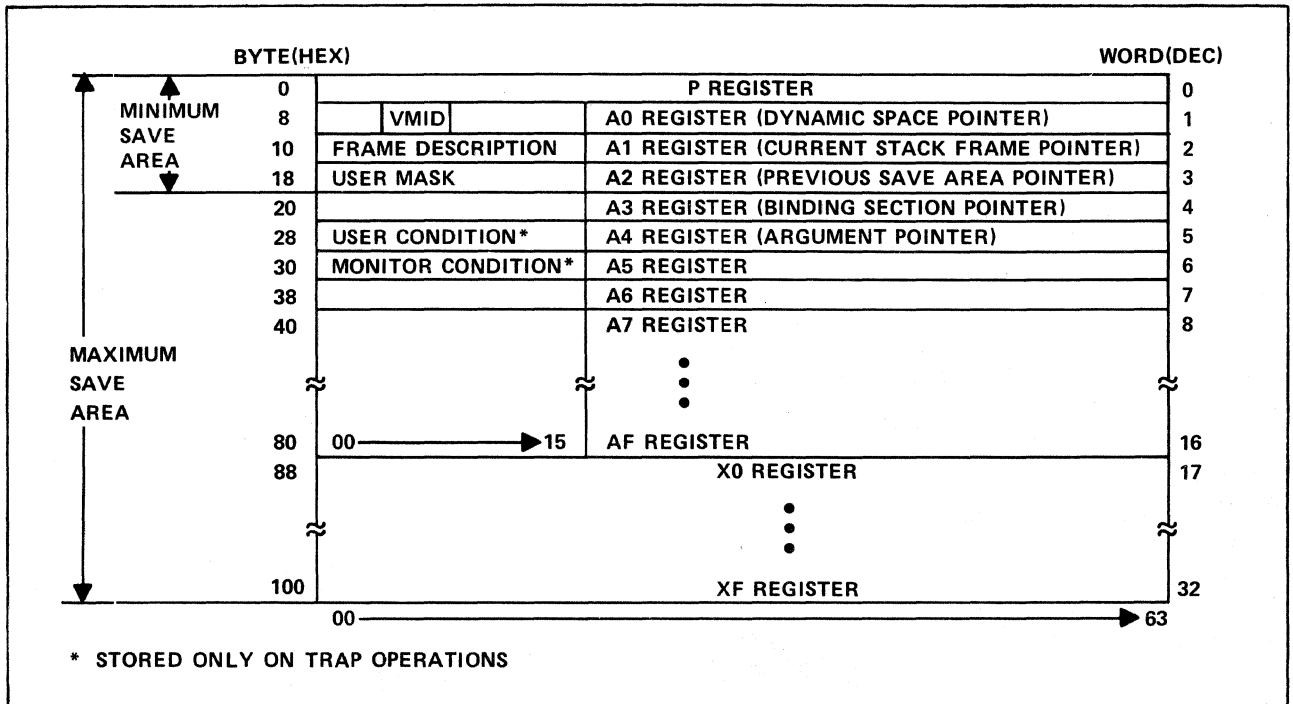 BYTE(HEX) WORD(DEC)
0 P REGISTER 0
MINIMUM SAVE AREA
8 VMID A0 REGISTER (DYNAMIC SPACE POINTER) 1
10 FRAME DESCRIPTION A1 REGISTER (CURRENT STACK FRAME POINTER) 2
18 USER MASK A2 REGISTER (PREVIOUS SAVE AREA POINTER) 3
20 A3 REGISTER (BINDING SECTION POINTER) 4
28 USER CONDITION* A4 REGISTER (ARGUMENT POINTER) 5
30 MONITOR CONDITION* A5 REGISTER 6
38 A6 REGISTER 7
40 A7 REGISTER 8
MAXIMUM
SAVE
AREA
80 00 15 AF REGISTER 16
88 X0 REGISTER 17
100 XF REGISTER 32
00 63
* STORED ONLY ON TRAP OPERATIONS